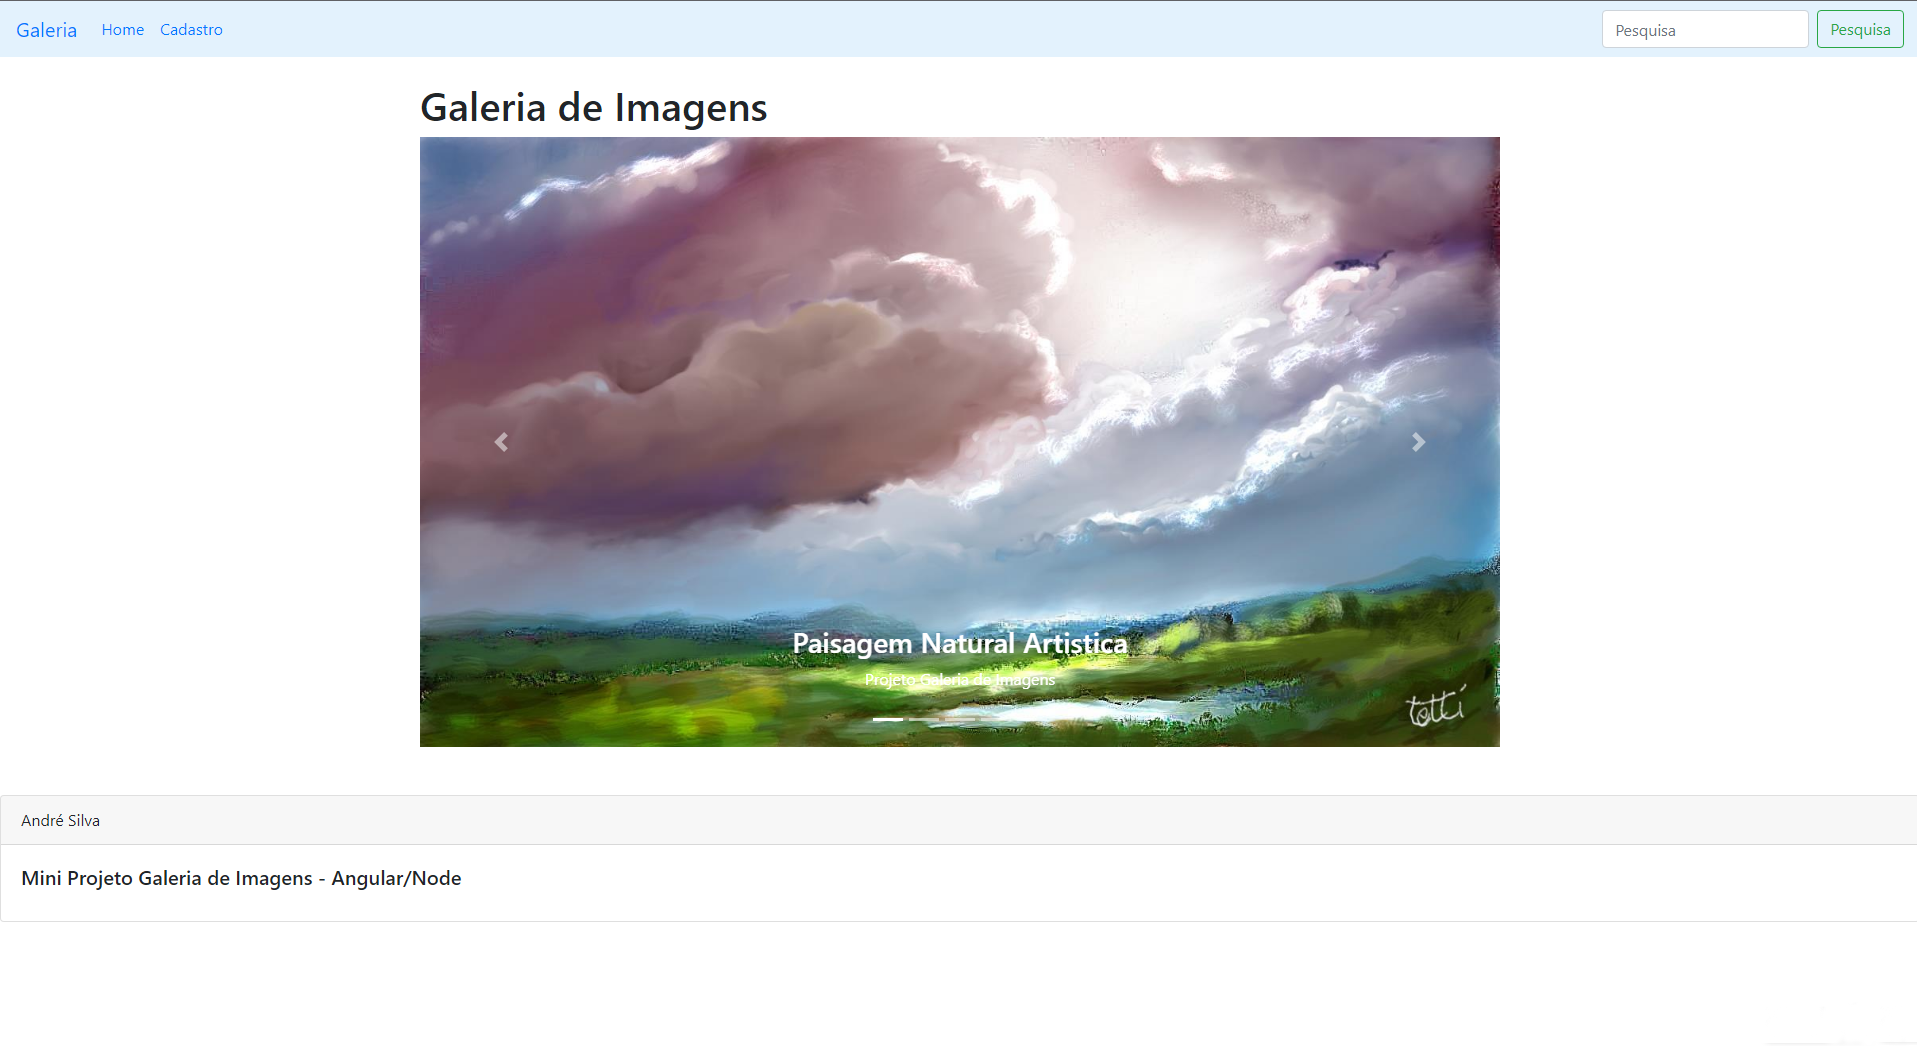 Galeria Home Cadastro Pesquisa Pesquisa
Galeria de Imagens
Paisagem Natural Artistica
Projeto Galeria de Imagens
totti
André Silva
Mini Projeto Galeria de Imagens - Angular/Node